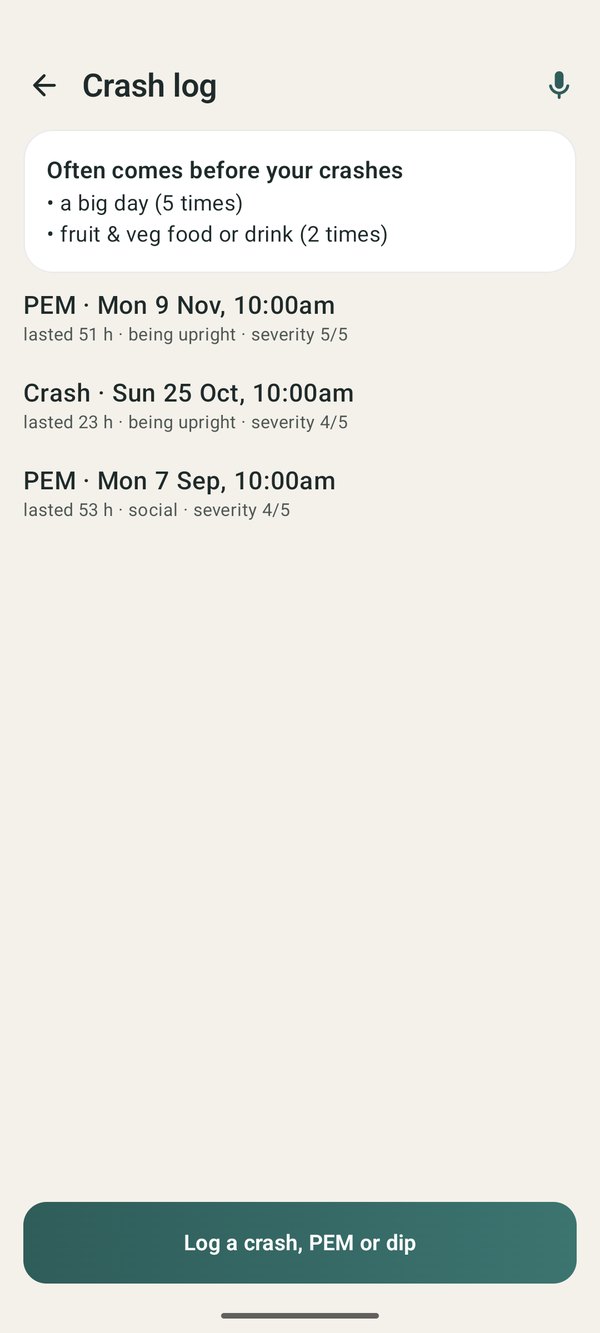 Crash log
Often comes before your crashes
• a big day (5 times)
• fruit & veg food or drink (2 times)
PEM · Mon 9 Nov, 10:00am
lasted 51 h · being upright · severity 5/5
Crash · Sun 25 Oct, 10:00am
lasted 23 h · being upright · severity 4/5
PEM · Mon 7 Sep, 10:00am
lasted 53 h · social · severity 4/5
Log a crash, PEM or dip